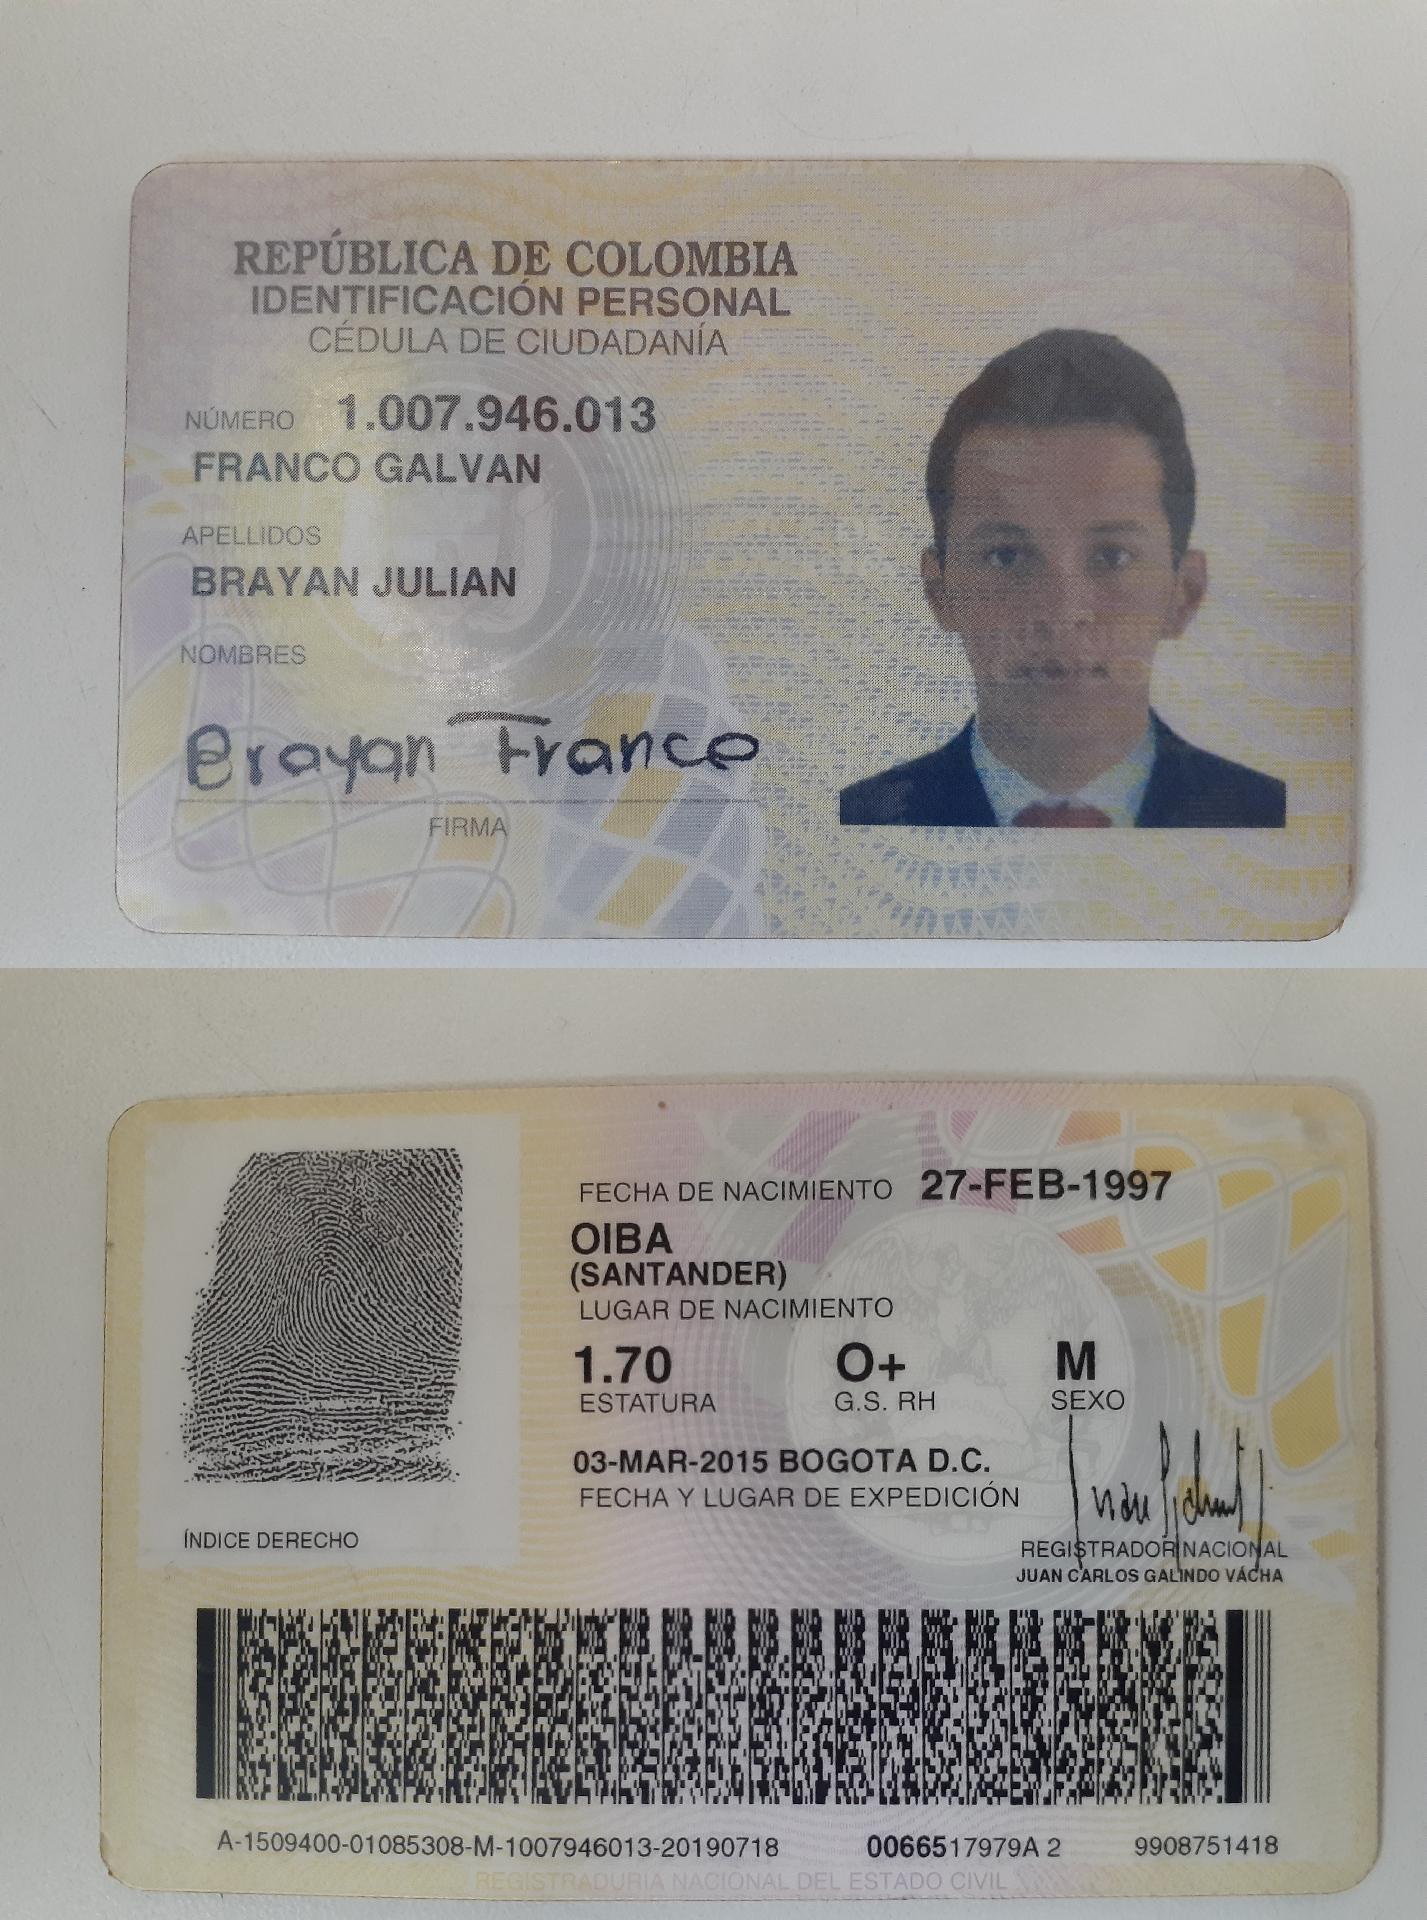 REPÚBLICA DE COLOMBIA
IDENTIFICACIÓN PERSONAL
CÉDULA DE CIUDADANÍA
NÚMERO 1.007.946.013
FRANCO GALVAN
APELLIDOS
BRAYAN JULIAN
NOMBRES
Brayan Franco
FIRMA
FECHA DE NACIMIENTO 27-FEB-1997
OIBA
(SANTANDER)
LUGAR DE NACIMIENTO
1.70 O+ M
ESTATURA G.S. RH SEXO
03-MAR-2015 BOGOTA D.C.
FECHA Y LUGAR DE EXPEDICIÓN
ÍNDICE DERECHO
REGISTRADOR NACIONAL
JUAN CARLOS GALINDO VÁCHA
A-1509400-01085308-M-1007946013-20190718 0066517979A 2 9908751418
REGISTRADURIA NACIONAL DEL ESTADO CIVIL